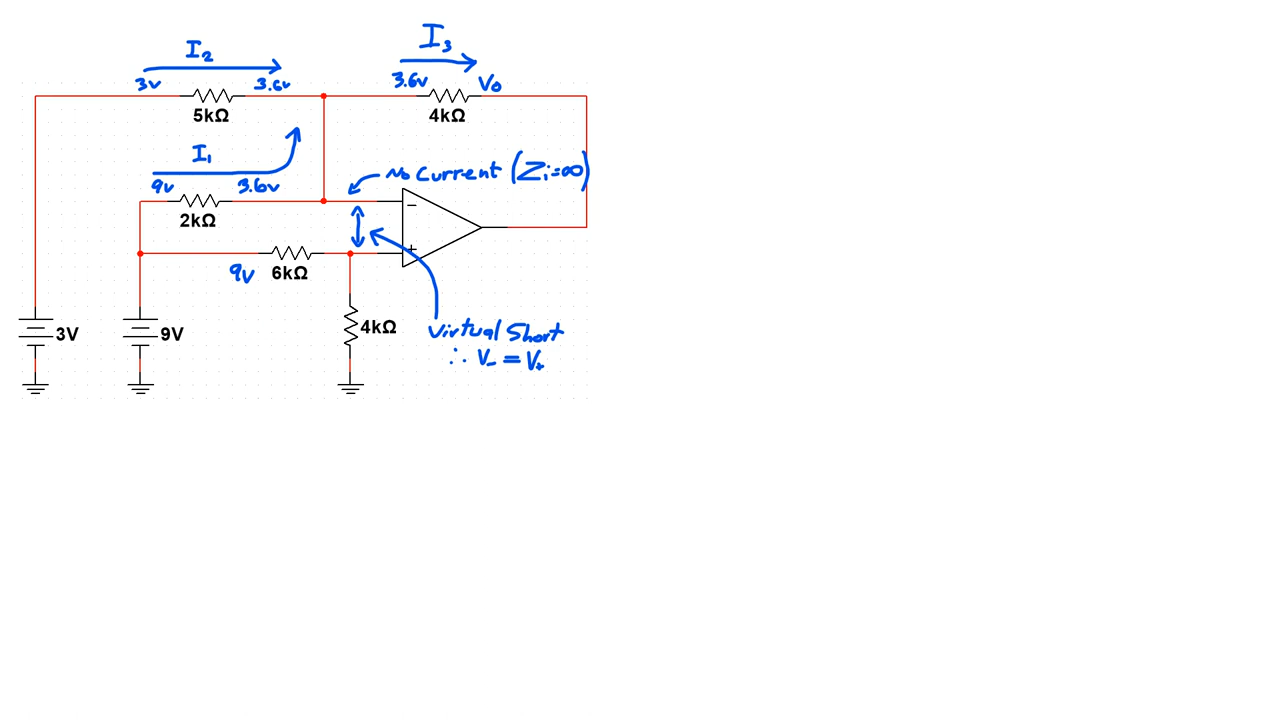 I₂
I₃
3v
3.6v
3.6v
Vo
5kΩ
4kΩ
I₁
No Current (Zi=∞)
9v
3.6v
−
2kΩ
+
9v
6kΩ
3V
9V
4kΩ
Virtual Short
∴ V₋ = V₊